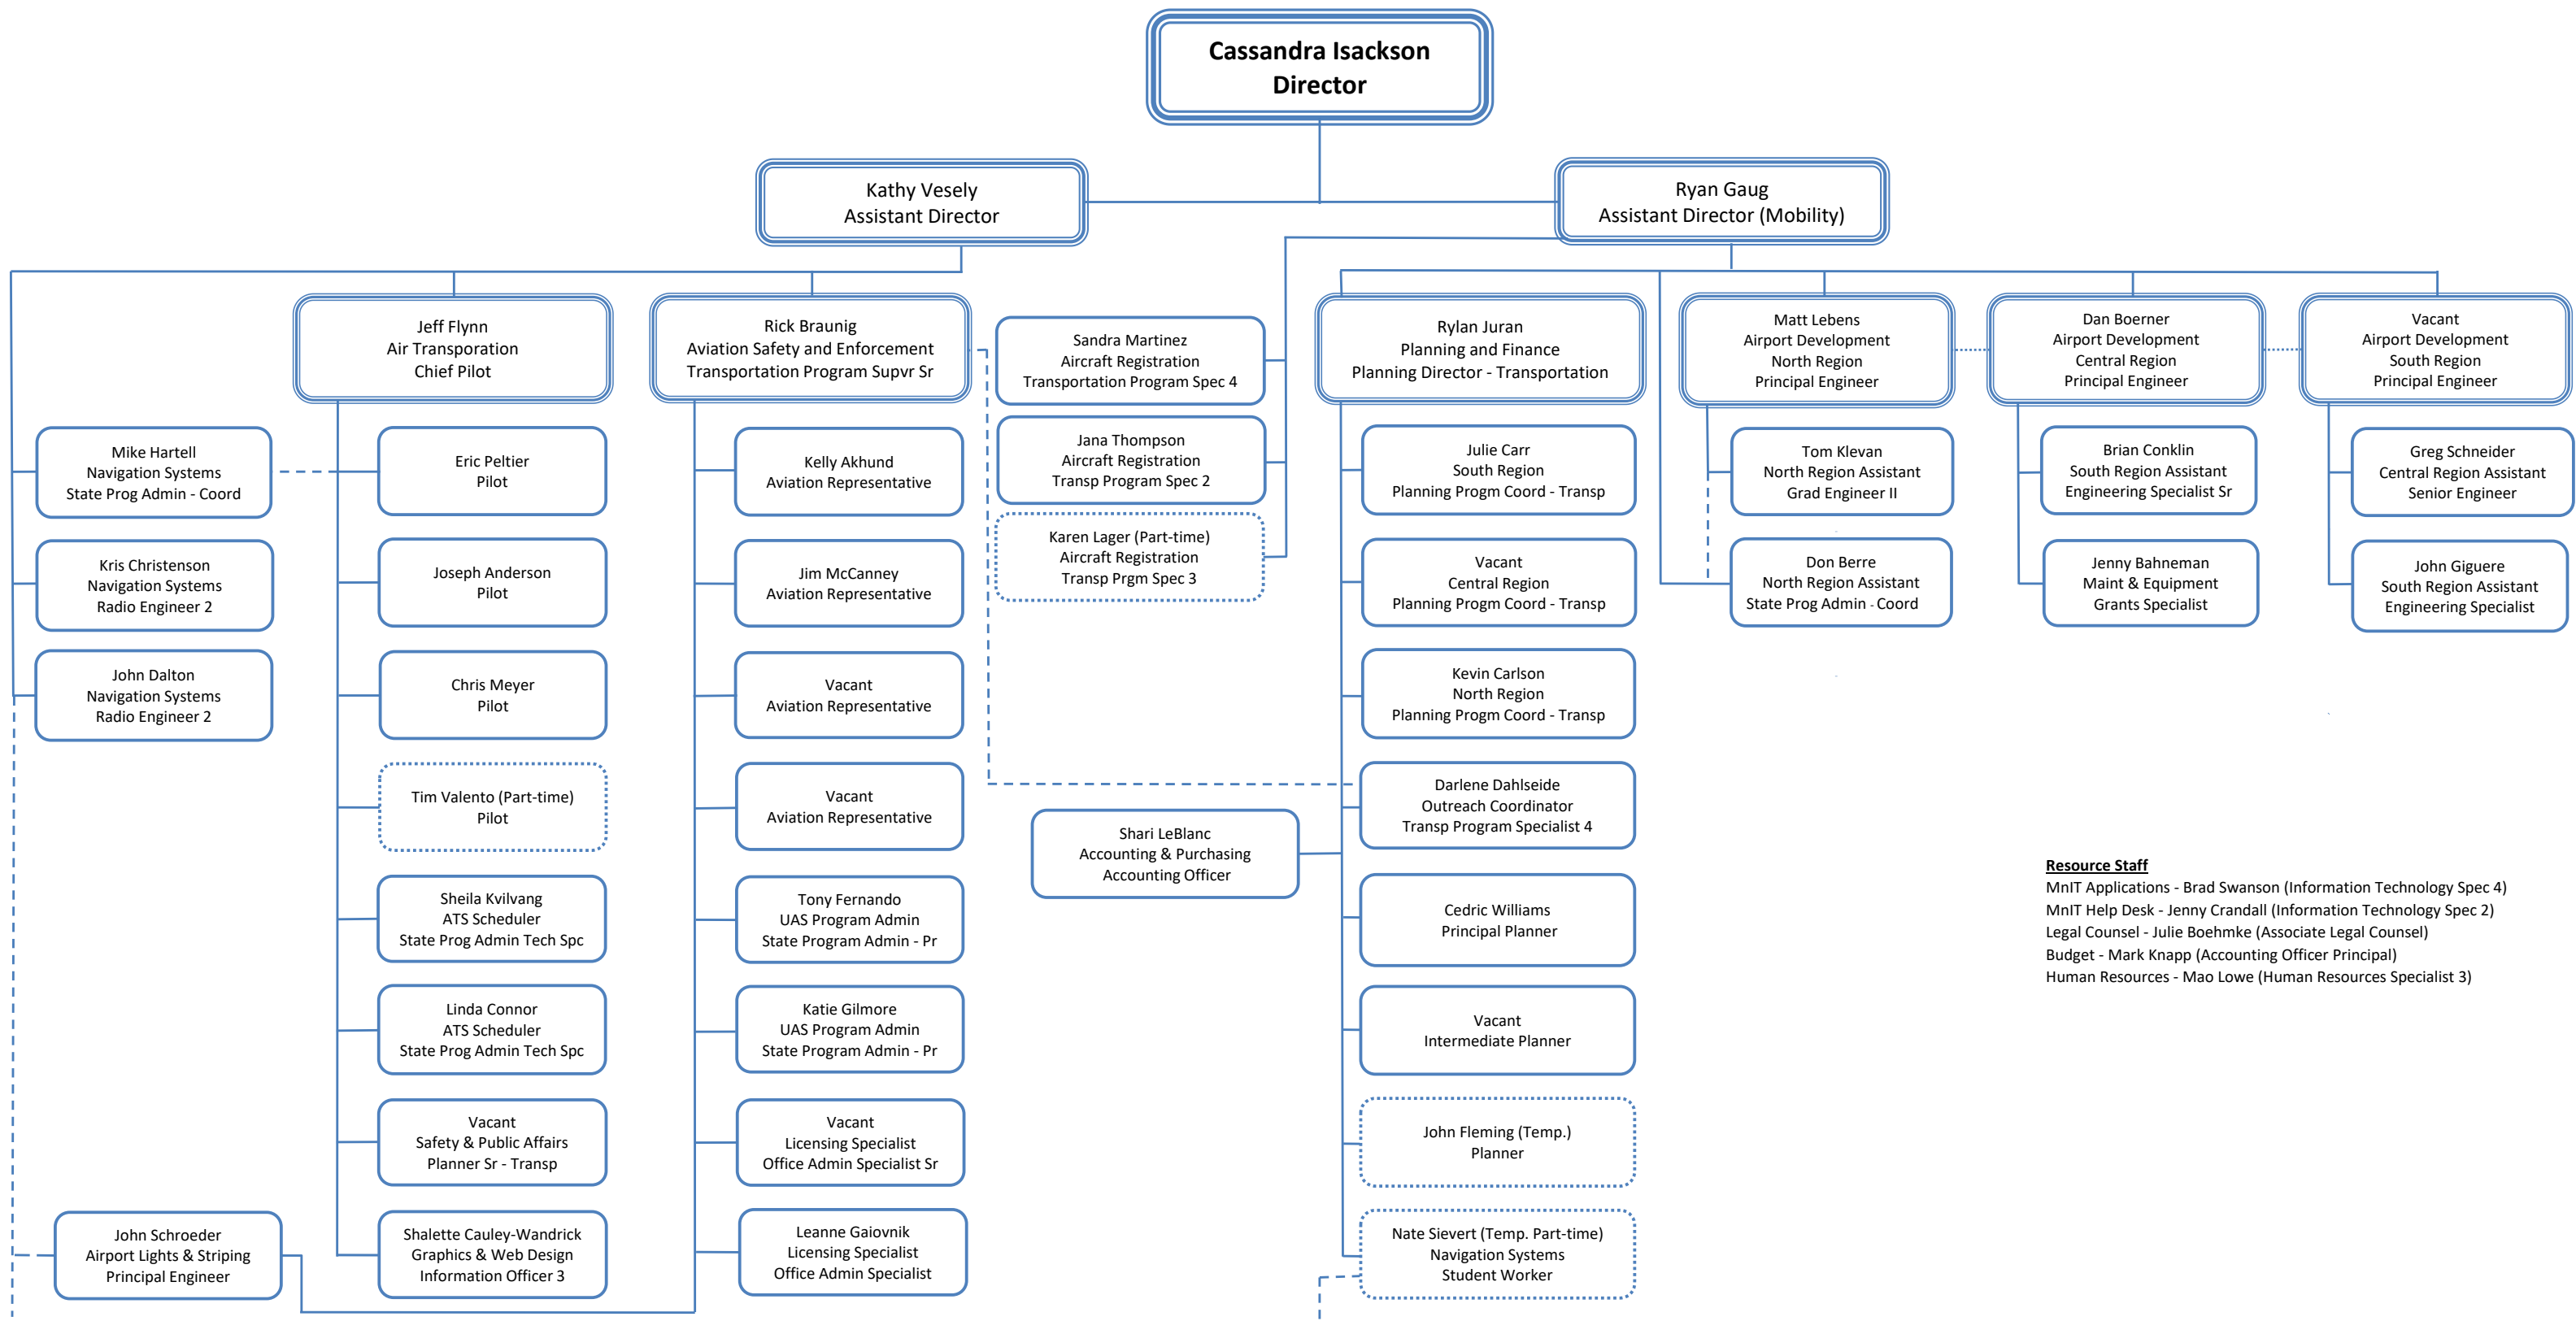 Cassandra Isackson
Director
Kathy Vesely
Assistant Director
Ryan Gaug
Assistant Director (Mobility)
Jeff Flynn
Air Transporation
Chief Pilot
Rick Braunig
Aviation Safety and Enforcement
Transportation Program Supvr Sr
Sandra Martinez
Aircraft Registration
Transportation Program Spec 4
Rylan Juran
Planning and Finance
Planning Director - Transportation
Matt Lebens
Airport Development
North Region
Principal Engineer
Dan Boerner
Airport Development
Central Region
Principal Engineer
Vacant
Airport Development
South Region
Principal Engineer
Mike Hartell
Navigation Systems
State Prog Admin - Coord
Eric Peltier
Pilot
Kelly Akhund
Aviation Representative
Jana Thompson
Aircraft Registration
Transp Program Spec 2
Julie Carr
South Region
Planning Progm Coord - Transp
Tom Klevan
North Region Assistant
Grad Engineer II
Brian Conklin
South Region Assistant
Engineering Specialist Sr
Greg Schneider
Central Region Assistant
Senior Engineer
Kris Christenson
Navigation Systems
Radio Engineer 2
Joseph Anderson
Pilot
Jim McCanney
Aviation Representative
Karen Lager (Part-time)
Aircraft Registration
Transp Prgm Spec 3
Vacant
Central Region
Planning Progm Coord - Transp
Don Berre
North Region Assistant
State Prog Admin - Coord
Jenny Bahneman
Maint & Equipment
Grants Specialist
John Giguere
South Region Assistant
Engineering Specialist
John Dalton
Navigation Systems
Radio Engineer 2
Chris Meyer
Pilot
Vacant
Aviation Representative
Kevin Carlson
North Region
Planning Progm Coord - Transp
Tim Valento (Part-time)
Pilot
Vacant
Aviation Representative
Darlene Dahlseide
Outreach Coordinator
Transp Program Specialist 4
Shari LeBlanc
Accounting & Purchasing
Accounting Officer
Sheila Kvilvang
ATS Scheduler
State Prog Admin Tech Spc
Tony Fernando
UAS Program Admin
State Program Admin - Pr
Cedric Williams
Principal Planner
Resource Staff
MnIT Applications - Brad Swanson (Information Technology Spec 4)
MnIT Help Desk - Jenny Crandall (Information Technology Spec 2)
Legal Counsel - Julie Boehmke (Associate Legal Counsel)
Budget - Mark Knapp (Accounting Officer Principal)
Human Resources - Mao Lowe (Human Resources Specialist 3)
Linda Connor
ATS Scheduler
State Prog Admin Tech Spc
Katie Gilmore
UAS Program Admin
State Program Admin - Pr
Vacant
Intermediate Planner
Vacant
Safety & Public Affairs
Planner Sr - Transp
Vacant
Licensing Specialist
Office Admin Specialist Sr
John Fleming (Temp.)
Planner
John Schroeder
Airport Lights & Striping
Principal Engineer
Shalette Cauley-Wandrick
Graphics & Web Design
Information Officer 3
Leanne Gaiovnik
Licensing Specialist
Office Admin Specialist
Nate Sievert (Temp. Part-time)
Navigation Systems
Student Worker